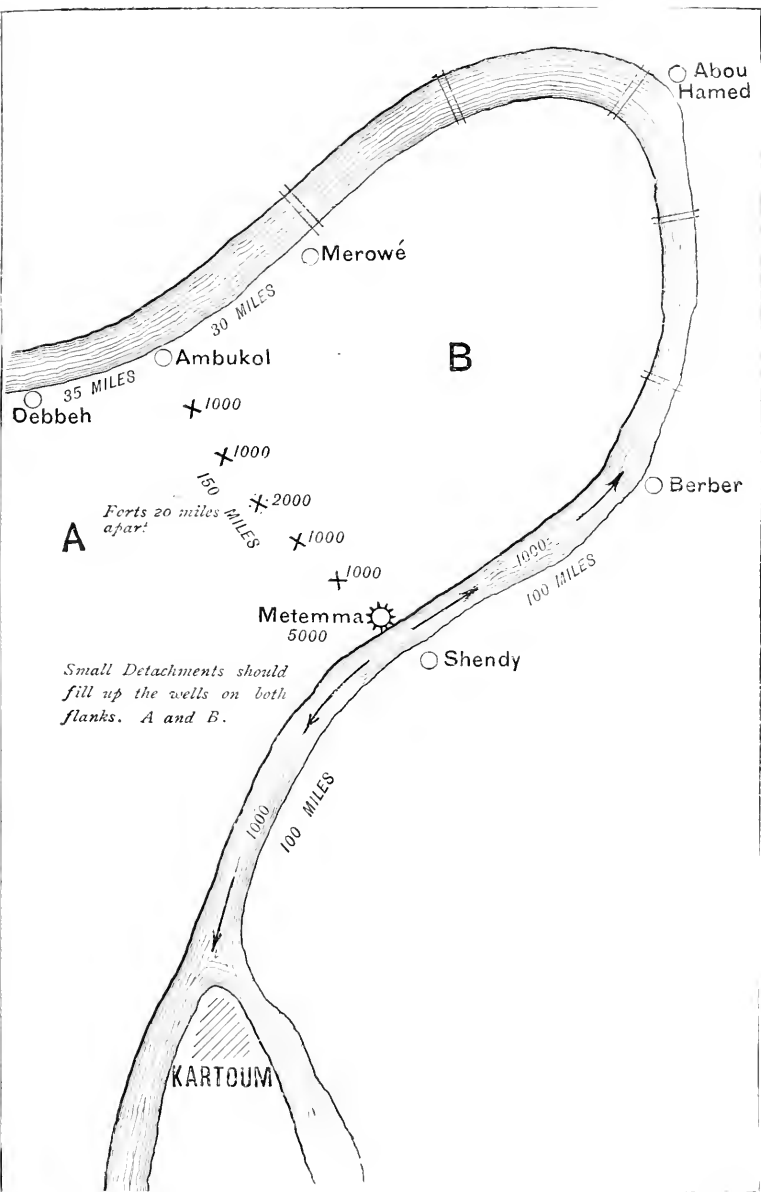 Abou
Hamed
Merowé
30 MILES
Ambukol
B
35 MILES
Debbeh
1000
1000
150 MILES
2000
Forts 20 miles
apart
A
Berber
1000
1000
1000
100 MILES
Metemma
5000
Shendy
Small Detachments should
fill up the wells on both
flanks. A and B.
1000
100 MILES
KARTOUM